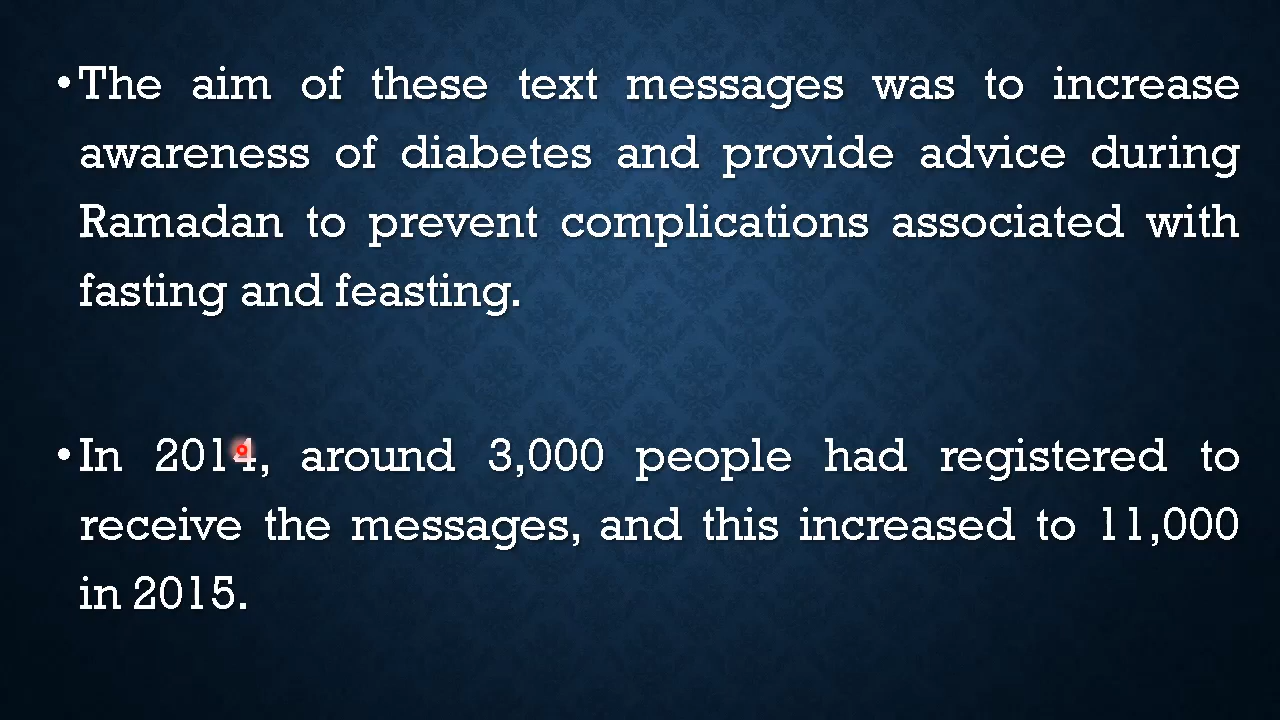 •The aim of these text messages was to increase
awareness of diabetes and provide advice during
Ramadan to prevent complications associated with
fasting and feasting.
•In 2014, around 3,000 people had registered to
receive the messages, and this increased to 11,000
in 2015.